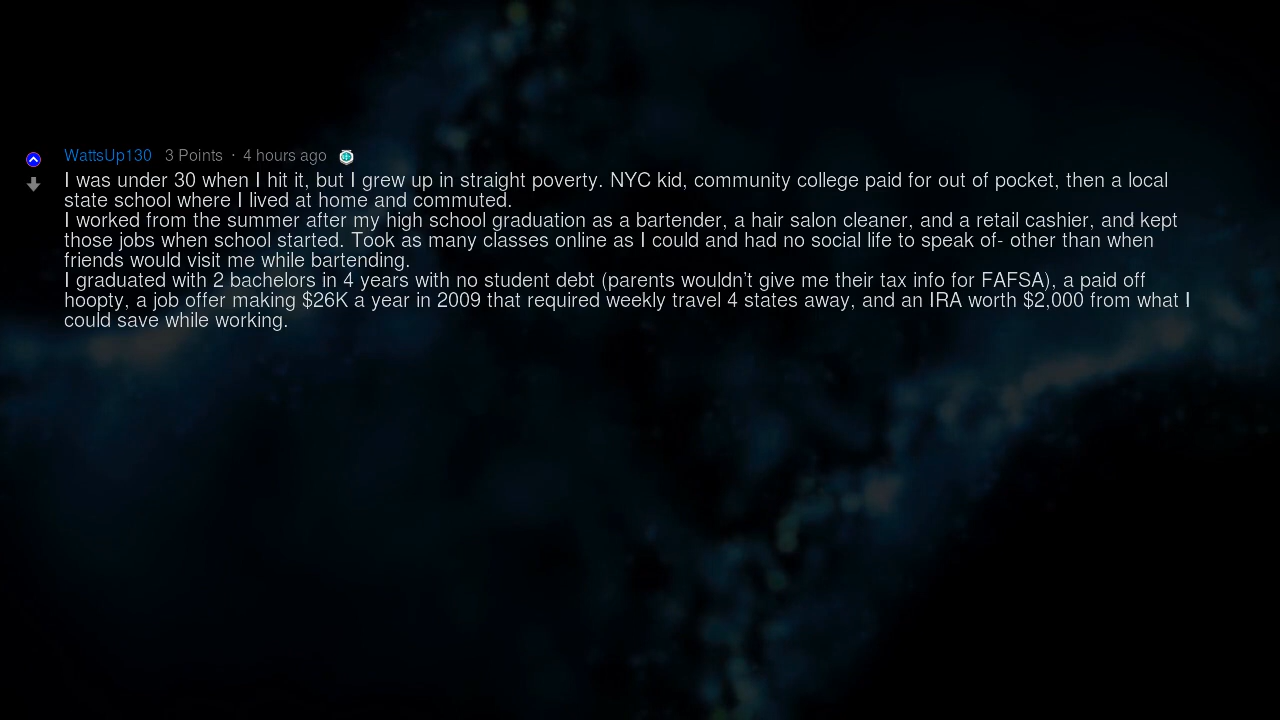 WattsUp130 3 Points · 4 hours ago
I was under 30 when I hit it, but I grew up in straight poverty. NYC kid, community college paid for out of pocket, then a local
state school where I lived at home and commuted.
I worked from the summer after my high school graduation as a bartender, a hair salon cleaner, and a retail cashier, and kept
those jobs when school started. Took as many classes online as I could and had no social life to speak of- other than when
friends would visit me while bartending.
I graduated with 2 bachelors in 4 years with no student debt (parents wouldn't give me their tax info for FAFSA), a paid off
hoopty, a job offer making $26K a year in 2009 that required weekly travel 4 states away, and an IRA worth $2,000 from what I
could save while working.